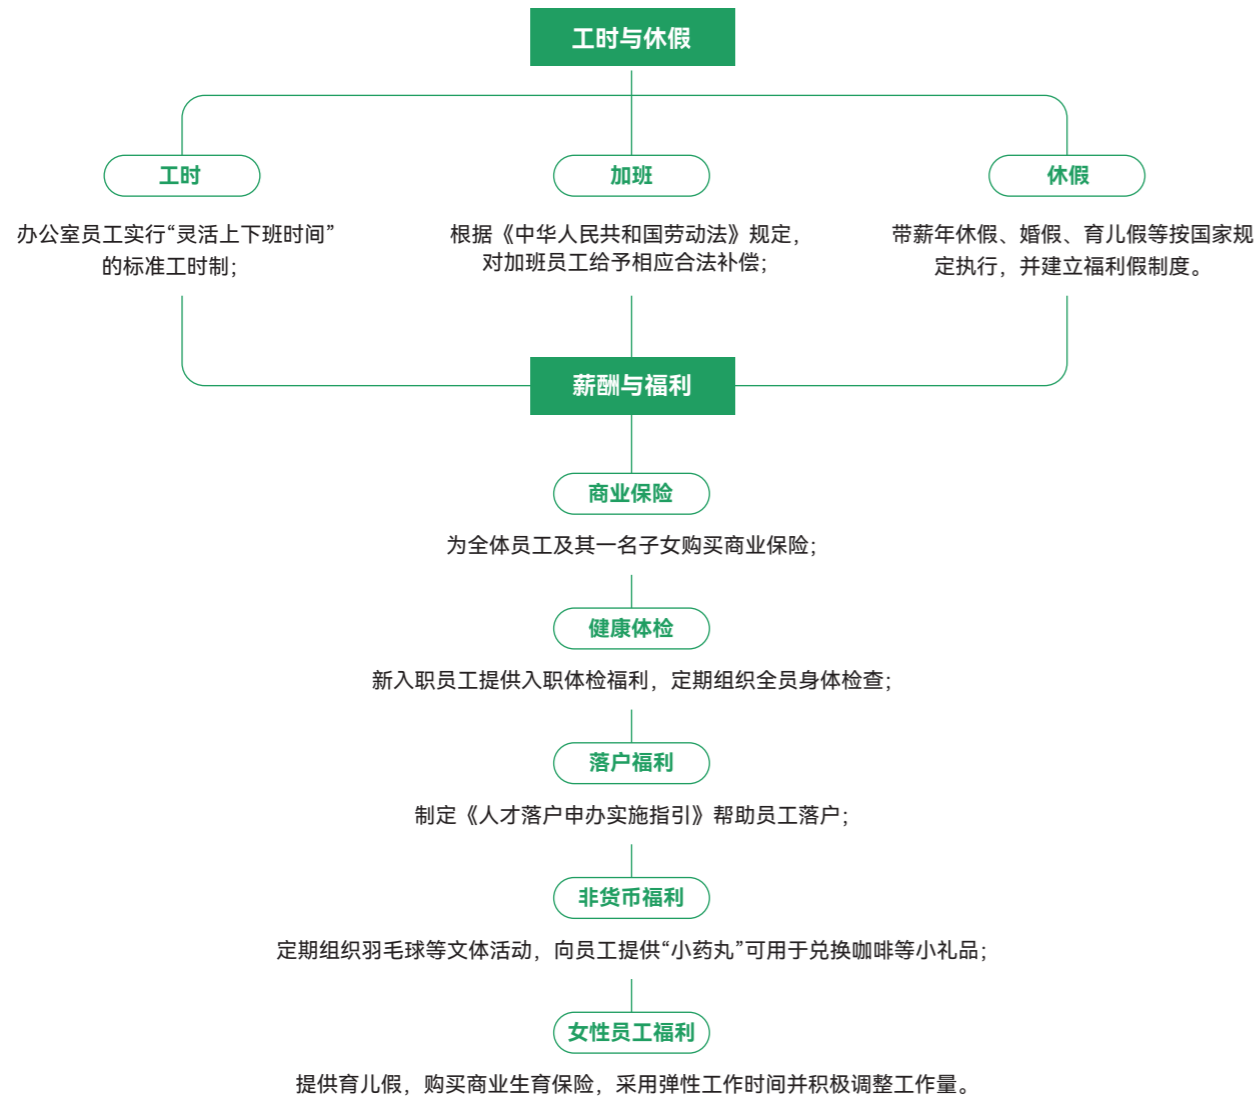 工时与休假
工时
办公室员工实行“灵活上下班时间”
的标准工时制；
加班
根据《中华人民共和国劳动法》规定，
对加班员工给予相应合法补偿；
休假
带薪年休假、婚假、育儿假等按国家规
定执行，并建立福利假制度。
薪酬与福利
商业保险
为全体员工及其一名子女购买商业保险；
健康体检
新入职员工提供入职体检福利，定期组织全员身体检查；
落户福利
制定《人才落户申办实施指引》帮助员工落户；
非货币福利
定期组织羽毛球等文体活动，向员工提供“小药丸”可用于兑换咖啡等小礼品；
女性员工福利
提供育儿假，购买商业生育保险，采用弹性工作时间并积极调整工作量。